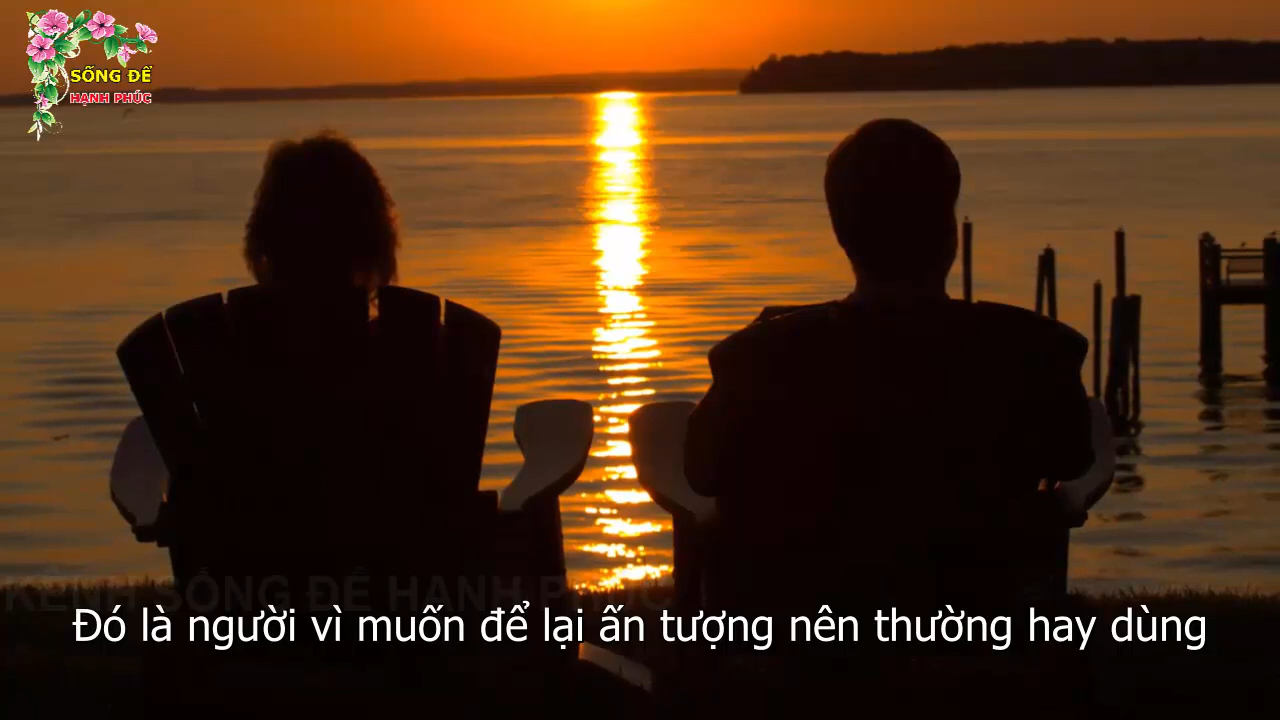 SỐNG ĐỂ
HẠNH PHÚC
KÊNH SỐNG ĐỂ HẠNH PHÚC
Đó là người vì muốn để lại ấn tượng nên thường hay dùng